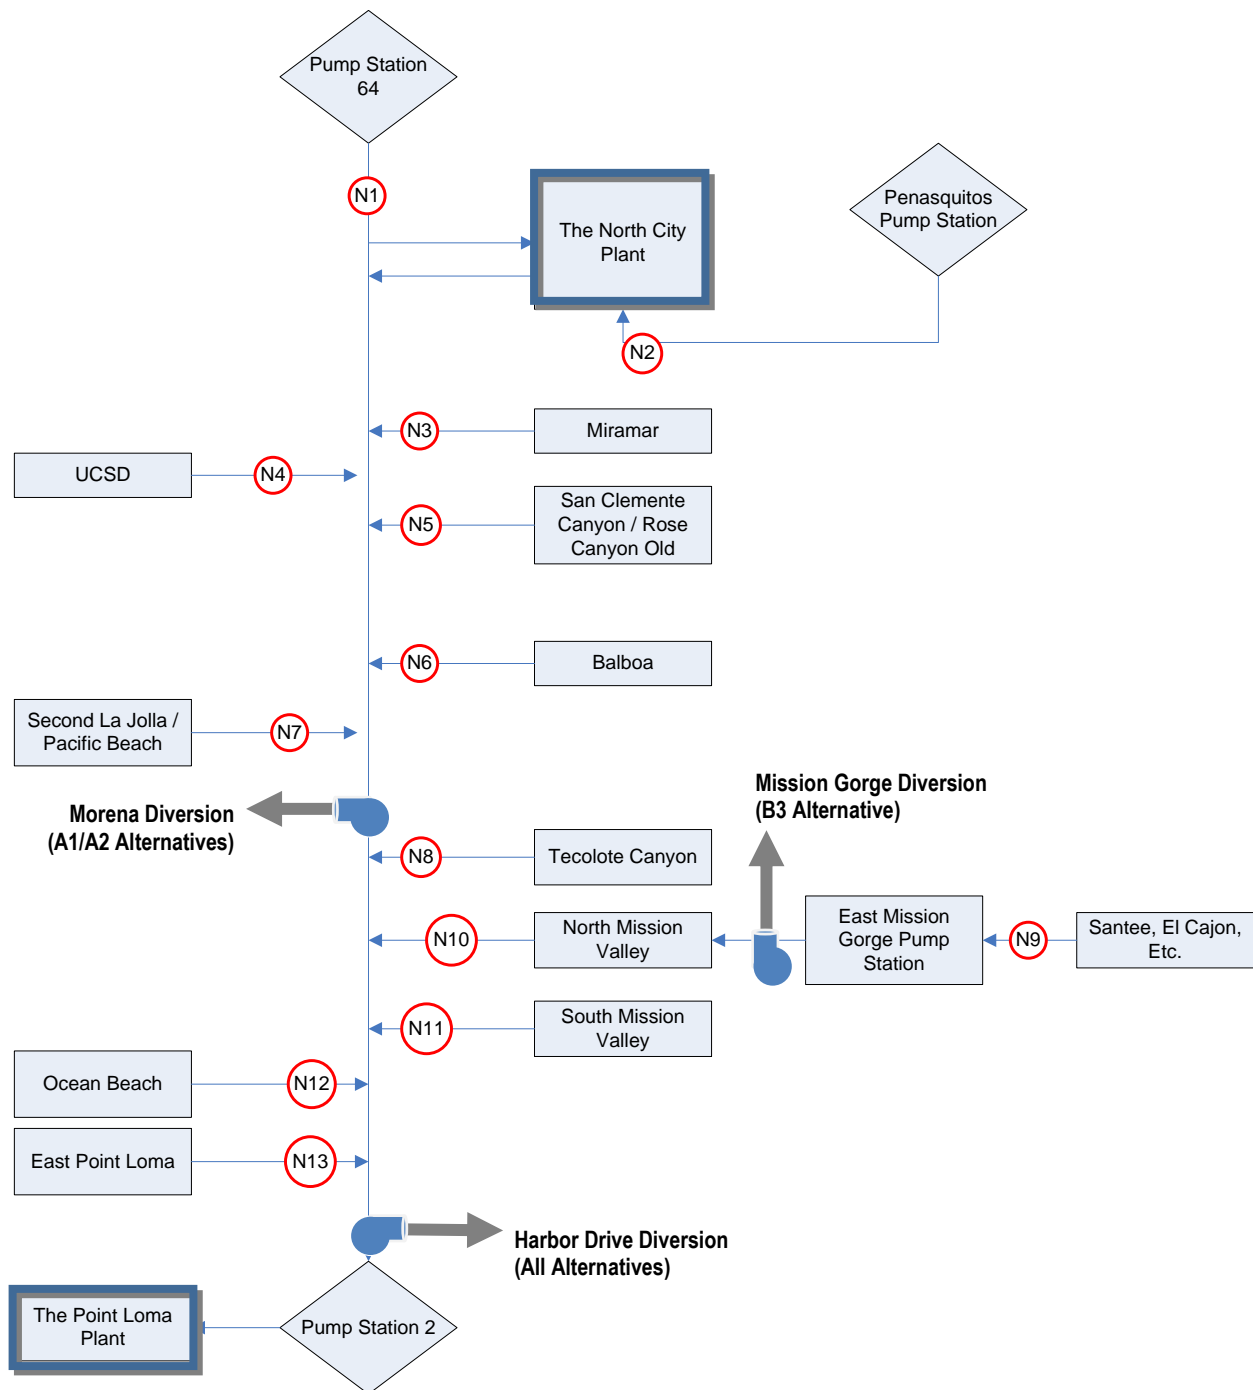 Pump Station
64
N1
The North City
Plant
Penasquitos
Pump Station
N2
N3
Miramar
UCSD
N4
N5
San Clemente
Canyon / Rose
Canyon Old
N6
Balboa
Second La Jolla /
Pacific Beach
N7
Morena Diversion
(A1/A2 Alternatives)
Mission Gorge Diversion
(B3 Alternative)
N8
Tecolote Canyon
N10
North Mission
Valley
East Mission
Gorge Pump
Station
N9
Santee, El Cajon,
Etc.
N11
South Mission
Valley
Ocean Beach
N12
East Point Loma
N13
Harbor Drive Diversion
(All Alternatives)
The Point Loma
Plant
Pump Station 2